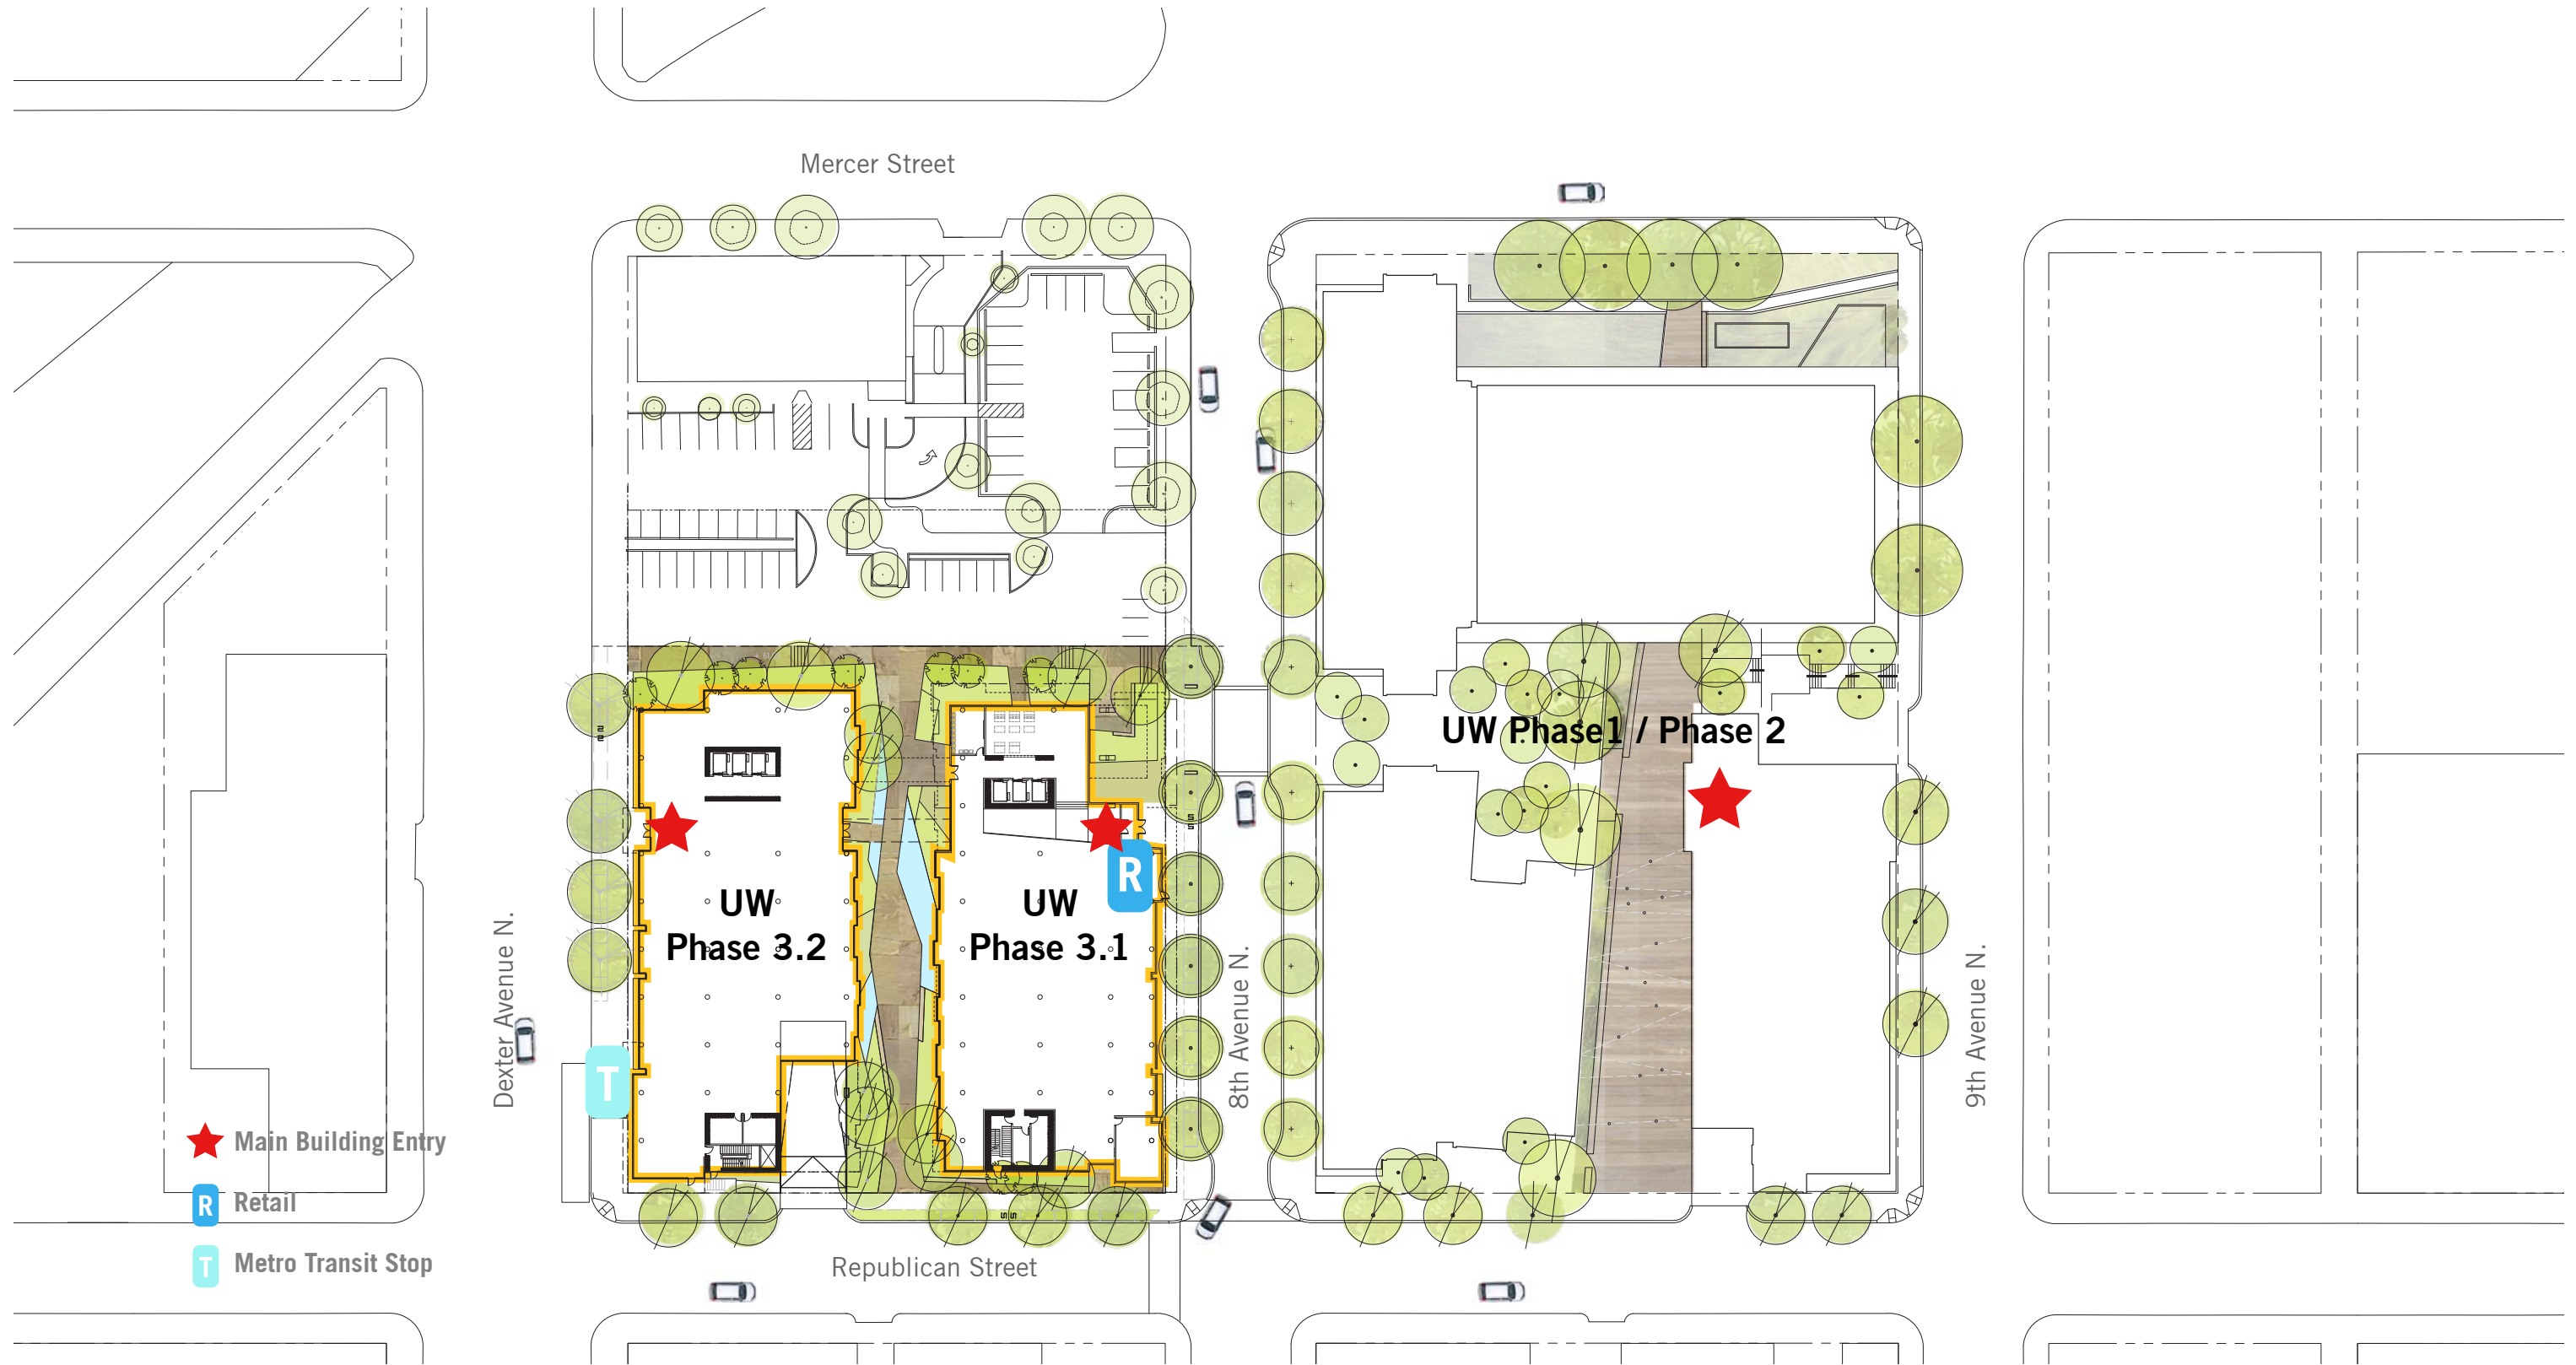 Mercer Street
UW Phase1 / Phase 2
R
UW
Phase 3.2
UW
Phase 3.1
Dexter Avenue N.
8th Avenue N.
9th Avenue N.
T
Main Building Entry
R Retail
T Metro Transit Stop
Republican Street